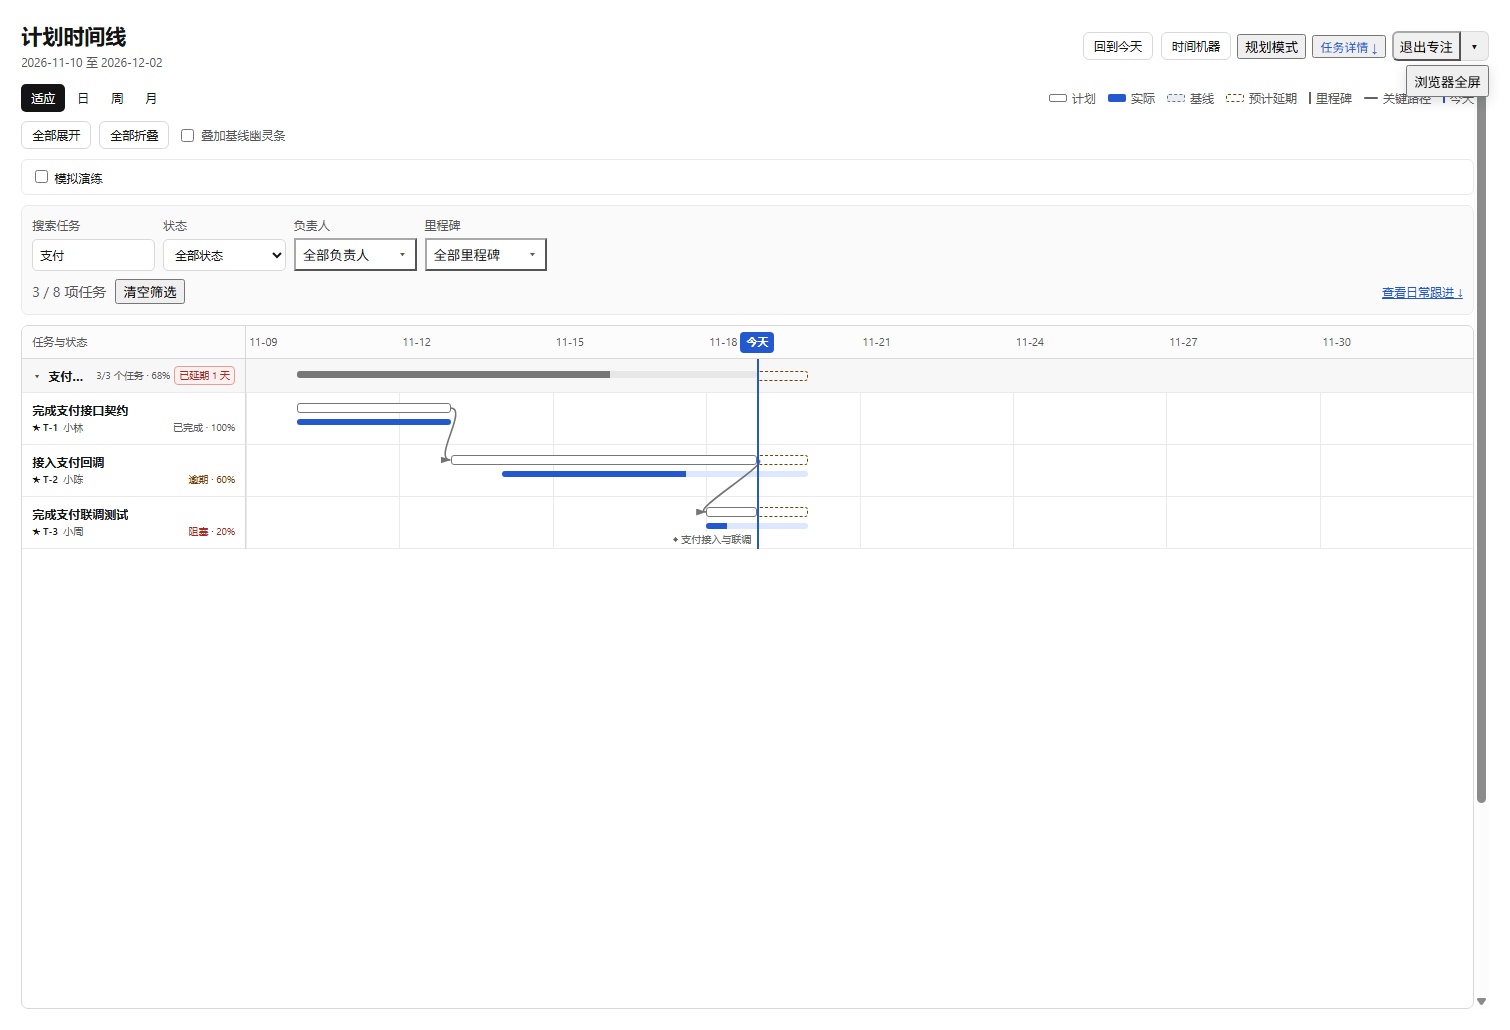 计划时间线
2026-11-10 至 2026-12-02
回到今天 时间机器 规划模式 任务详情 ↓ 退出专注 ▾
浏览器全屏
适应 日 周 月
计划 实际 基线 预计延期 里程碑 关键路径 今天
全部展开 全部折叠 叠加基线幽灵条
模拟演练
搜索任务 状态 负责人 里程碑
支付 全部状态 全部负责人 全部里程碑
3 / 8 项任务 清空筛选 查看日常跟进 ↓
任务与状态 11-09 11-12 11-15 11-18 今天 11-21 11-24 11-27 11-30
支付... 3/3 个任务 · 68% 已延期 1 天
完成支付接口契约
★ T-1 小林 已完成 · 100%
接入支付回调
★ T-2 小陈 逾期 · 60%
完成支付联调测试
★ T-3 小周 阻塞 · 20%
支付接入与联调